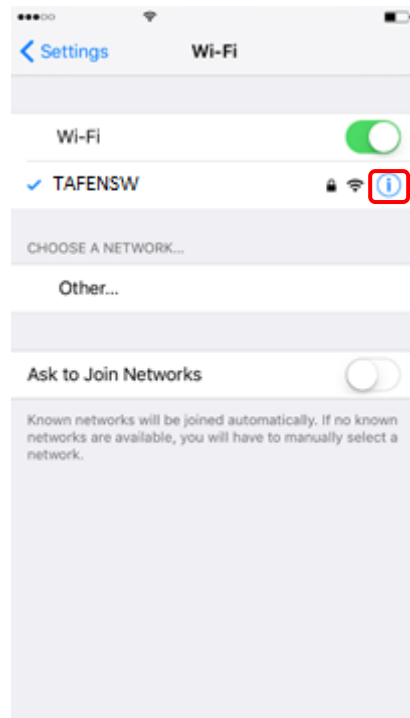 Settings Wi-Fi
Wi-Fi
TAFENSW
CHOOSE A NETWORK...
Other...
Ask to Join Networks
Known networks will be joined automatically. If no known
networks are available, you will have to manually select a
network.